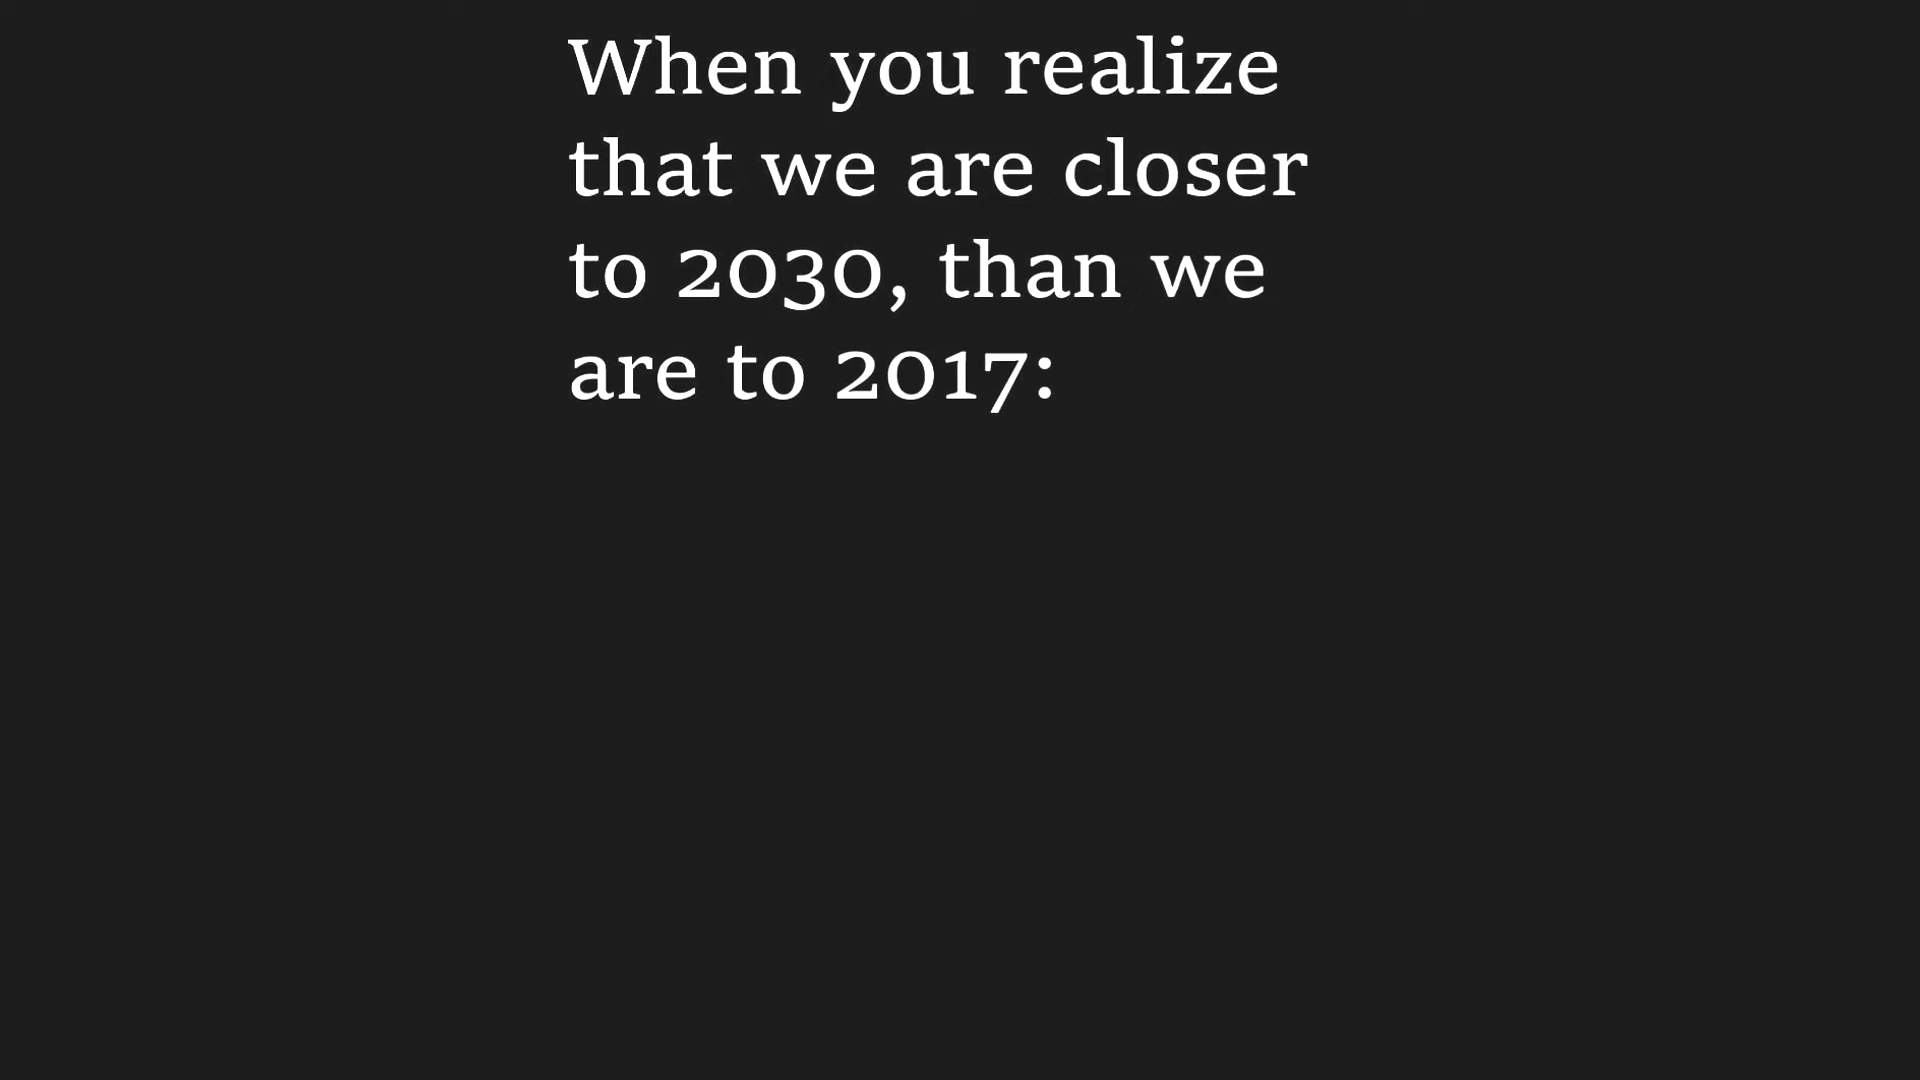 When you realize
that we are closer
to 2030, than we
are to 2017: